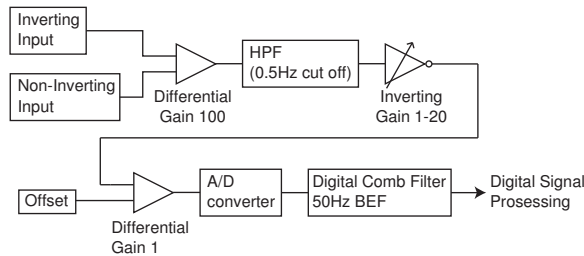 Inverting
Input
Non-Inverting
Input
Differential
Gain 100
HPF
(0.5Hz cut off)
Inverting
Gain 1-20
Offset
Differential
Gain 1
A/D
converter
Digital Comb Filter
50Hz BEF
Digital Signal
Prosessing